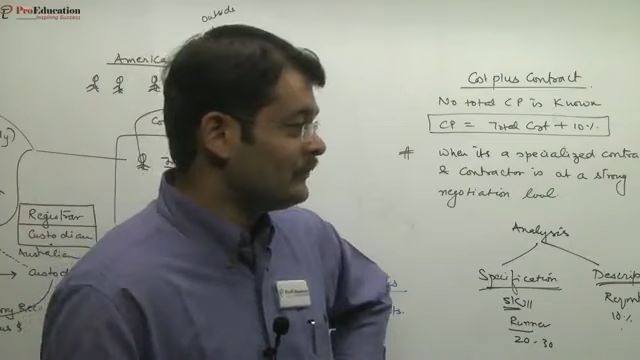 ProEducation
Inspiring Success
outside
America
Registrar
Custodian
Australian
Cost plus Contract
No total CP is Known
CP = Total Cost + 10%
# When its a specialized contra
& contractor is at a strong
negotiation level
Analysis
Specification
Skill
Runner
20-30
Descrip
10%